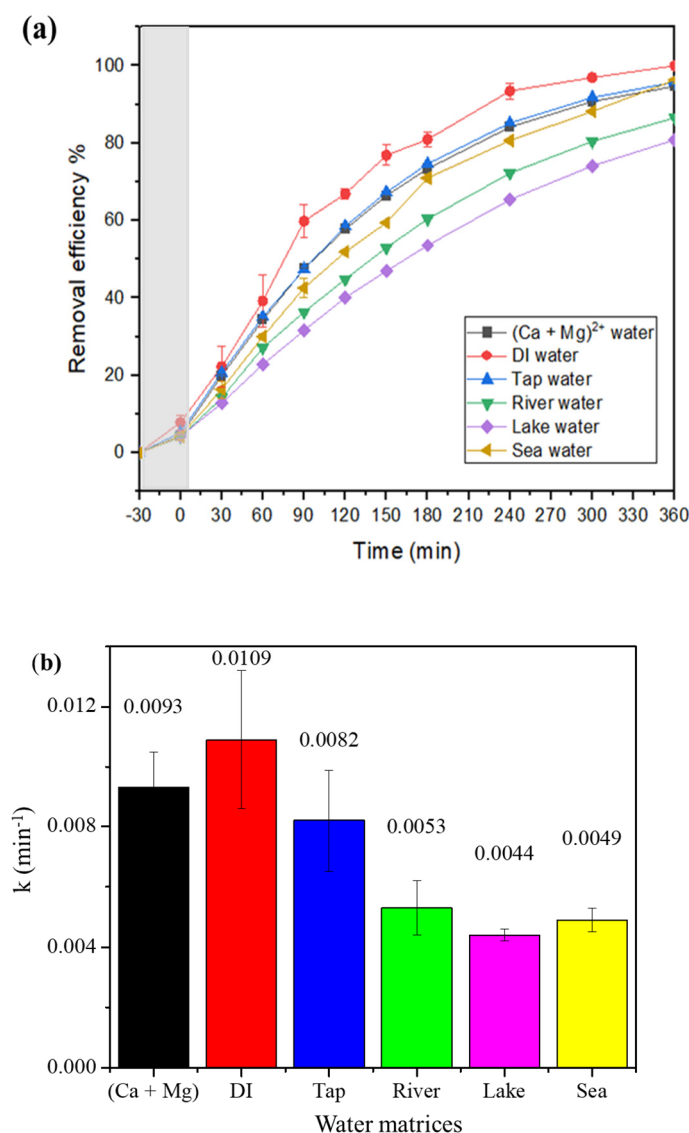 (a)
100
80
60
40
20
0
Removal efficiency %
(Ca + Mg)²⁺ water
DI water
Tap water
River water
Lake water
Sea water
-30 0 30 60 90 120 150 180 210 240 270 300 330 360
Time (min)
(b)
0.0109
0.0093
0.0082
0.0053
0.0044
0.0049
0.012
0.008
0.004
0.000
k (min⁻¹)
(Ca + Mg) DI Tap River Lake Sea
Water matrices